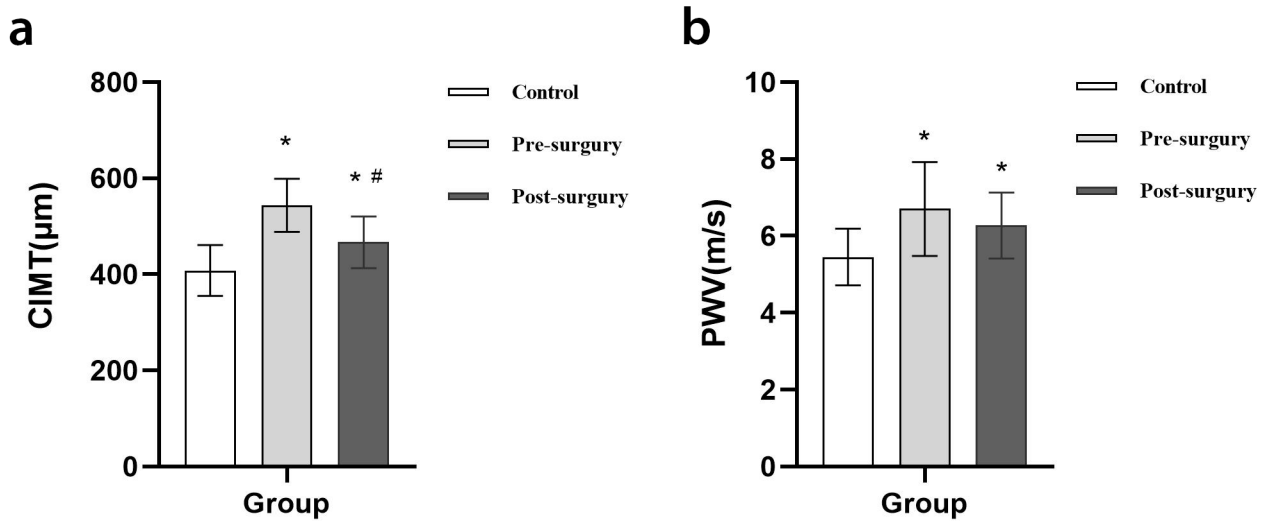 a
CIMT(μm)
800
600
400
200
0
*
* #
Group
Control
Pre-surgury
Post-surgury
b
PWV(m/s)
10
8
6
4
2
0
*
*
Group
Control
Pre-surgury
Post-surgury